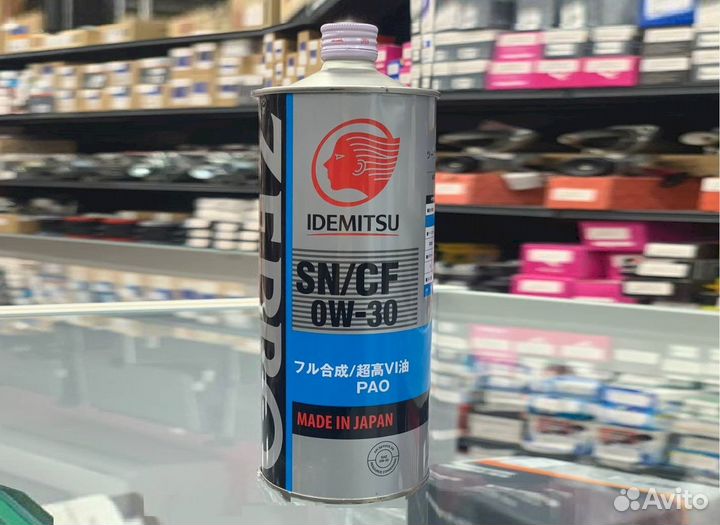 ZEPRO
IDEMITSU
SN/CF
0W-30
フル合成/超高VI油
PAO
MADE IN JAPAN
Avito